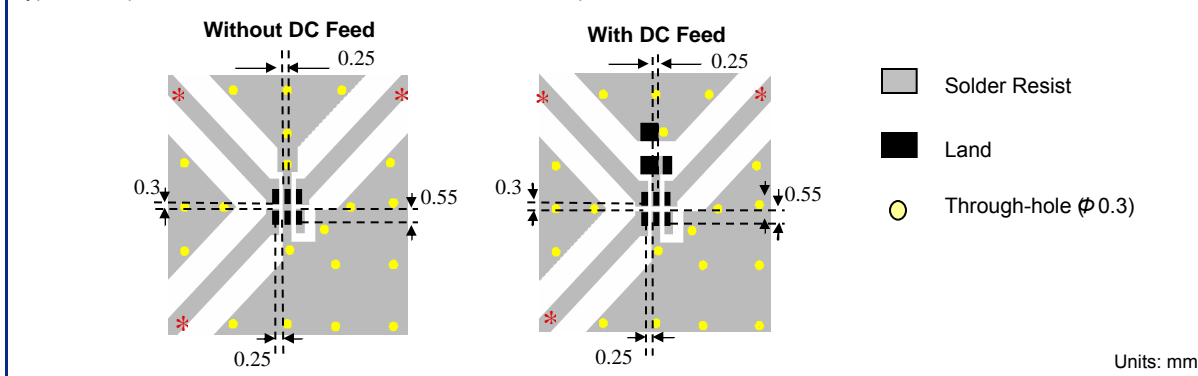 Without DC Feed
With DC Feed
0.25
0.25
Solder Resist
Land
Through-hole (Φ 0.3)
0.3
0.55
0.3
0.55
0.25
0.25
Units: mm